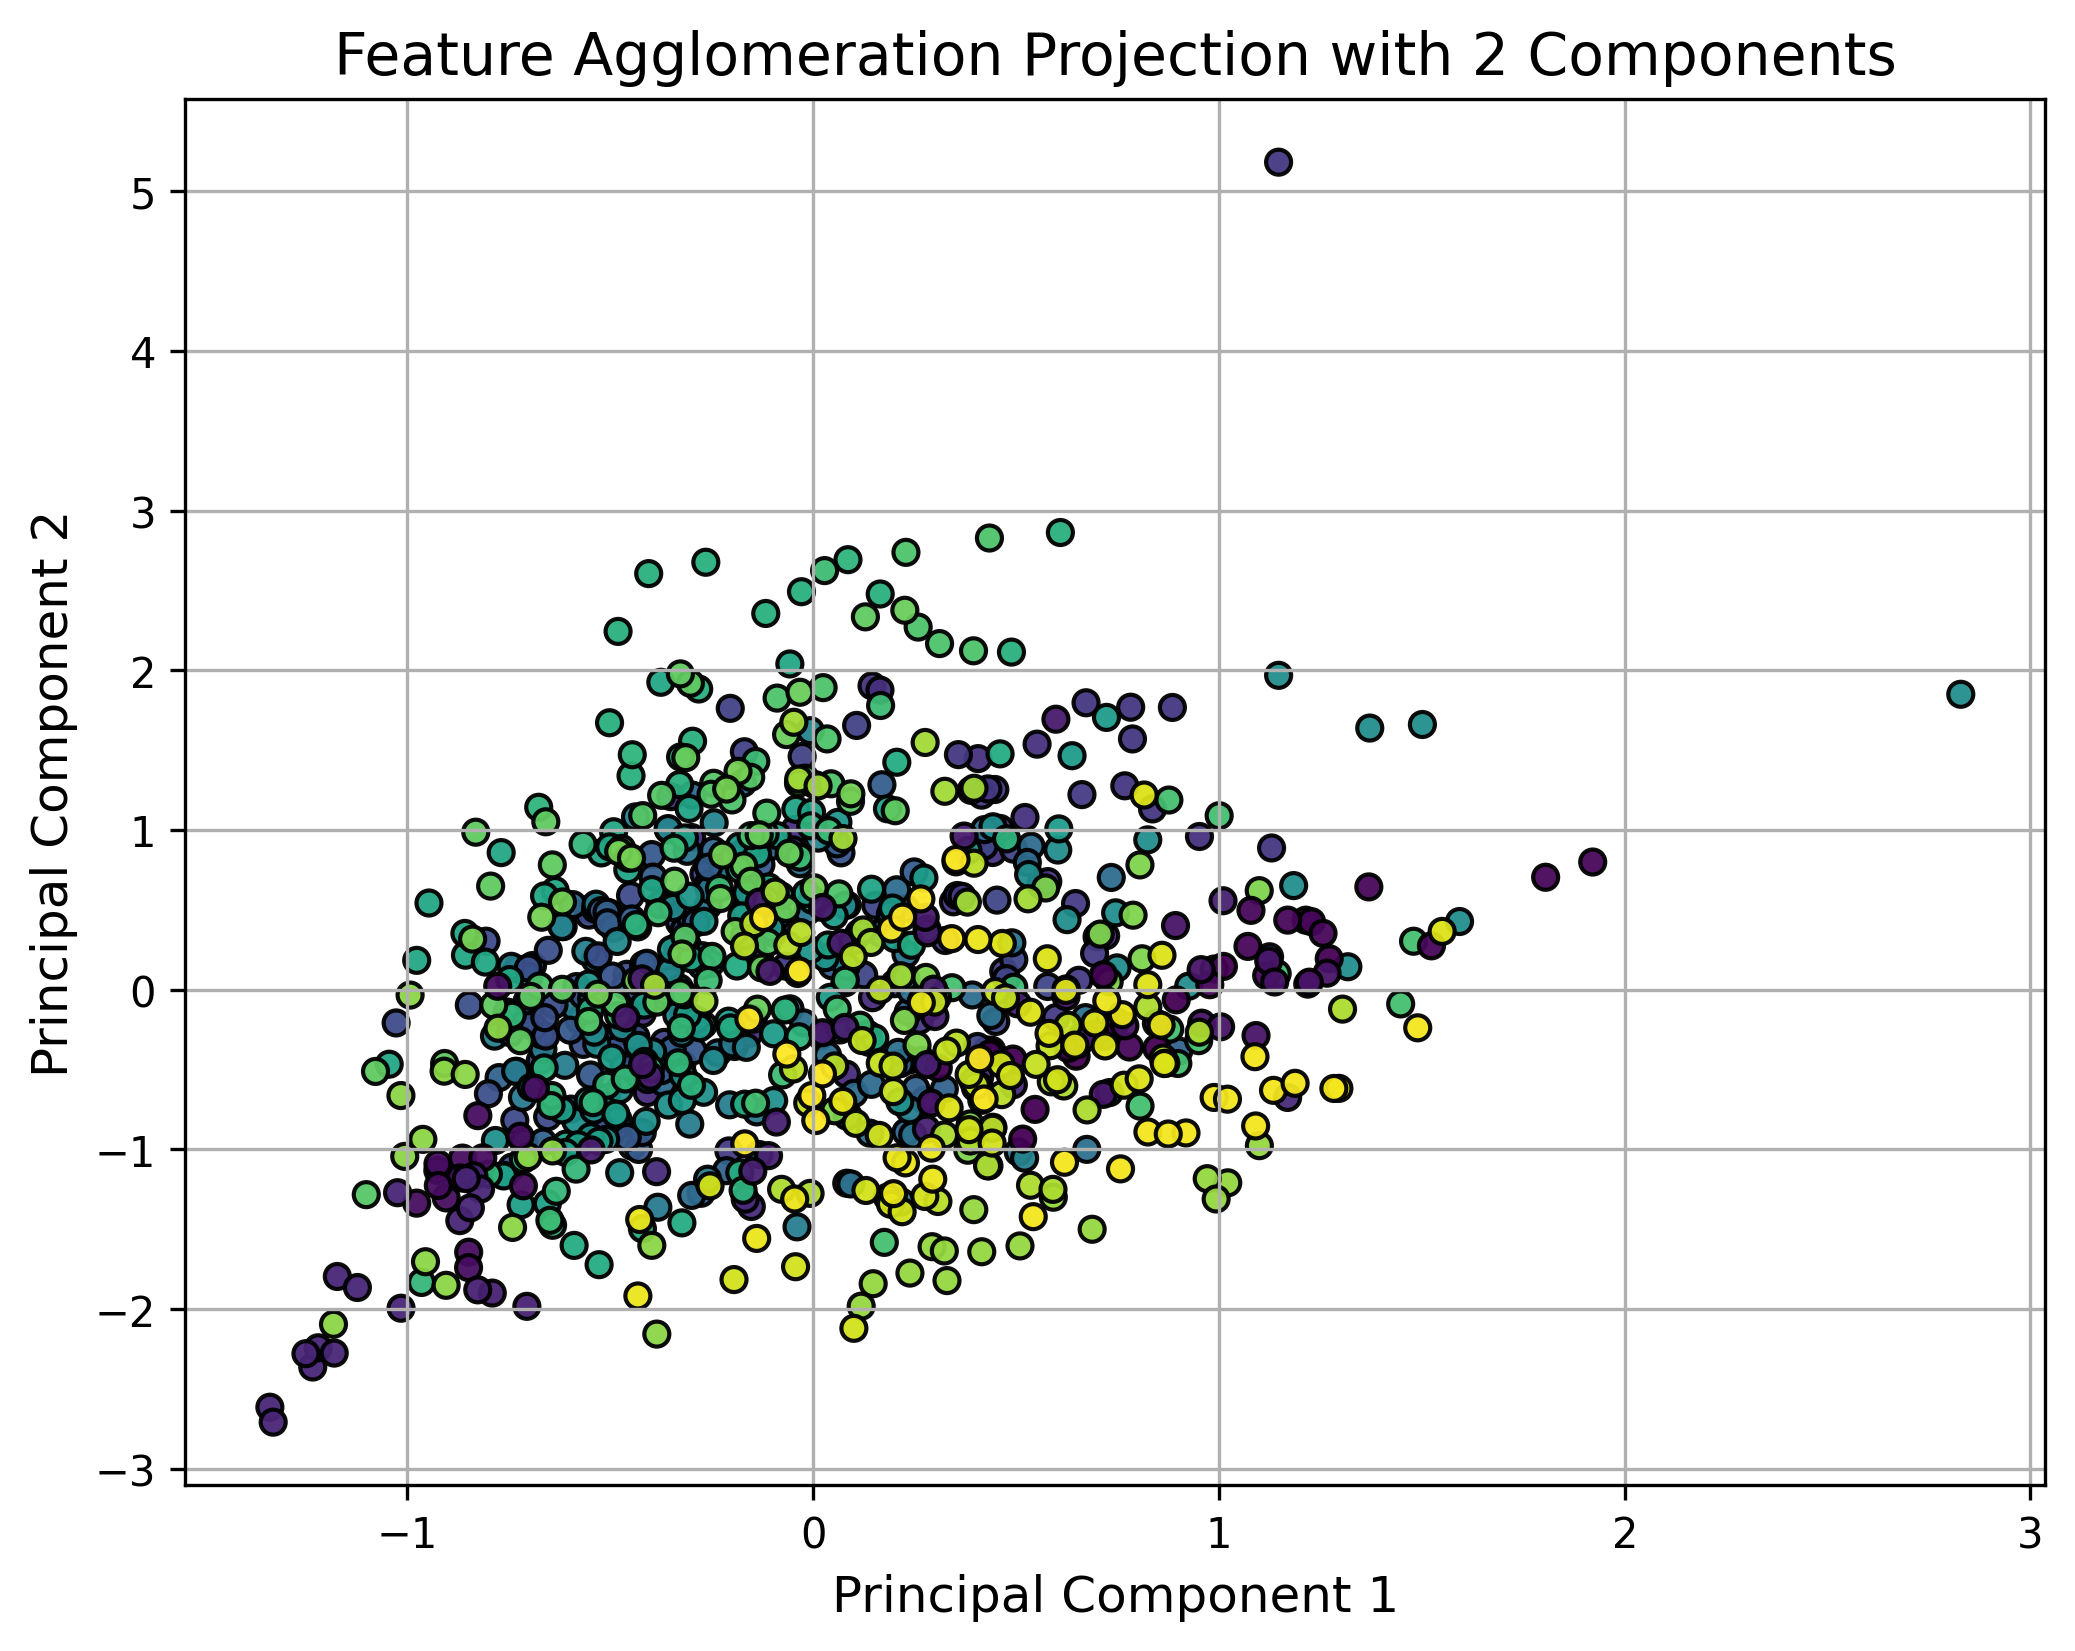 Feature Agglomeration Projection with 2 Components
5
4
3
2
1
0
−1
−2
−3
Principal Component 2
−1 0 1 2 3
Principal Component 1